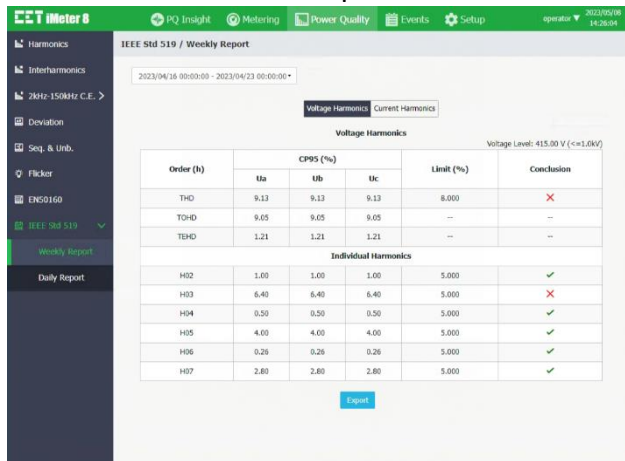 CET iMeter 8
PQ Insight Metering Power Quality Events Setup operator 2023/05/08 14:26:04
Harmonics
Interharmonics
2kHz-150kHz C.E. >
Deviation
Seq. & Unb.
Flicker
EN50160
IEEE Std 519
Weekly Report
Daily Report
IEEE Std 519 / Weekly Report
2023/04/16 00:00:00 - 2023/04/23 00:00:00
Voltage Harmonics Current Harmonics
Voltage Harmonics
Voltage Level: 415.00 V (<=1.0kV)
Order (h) CP95 (%) Limit (%) Conclusion
Ua Ub Uc
THD 9.13 9.13 9.13 8.000 ✕
TOHD 9.05 9.05 9.05 -- --
TEHD 1.21 1.21 1.21 -- --
Individual Harmonics
H02 1.00 1.00 1.00 5.000 ✓
H03 6.40 6.40 6.40 5.000 ✕
H04 0.50 0.50 0.50 5.000 ✓
H05 4.00 4.00 4.00 5.000 ✓
H06 0.26 0.26 0.26 5.000 ✓
H07 2.80 2.80 2.80 5.000 ✓
Export